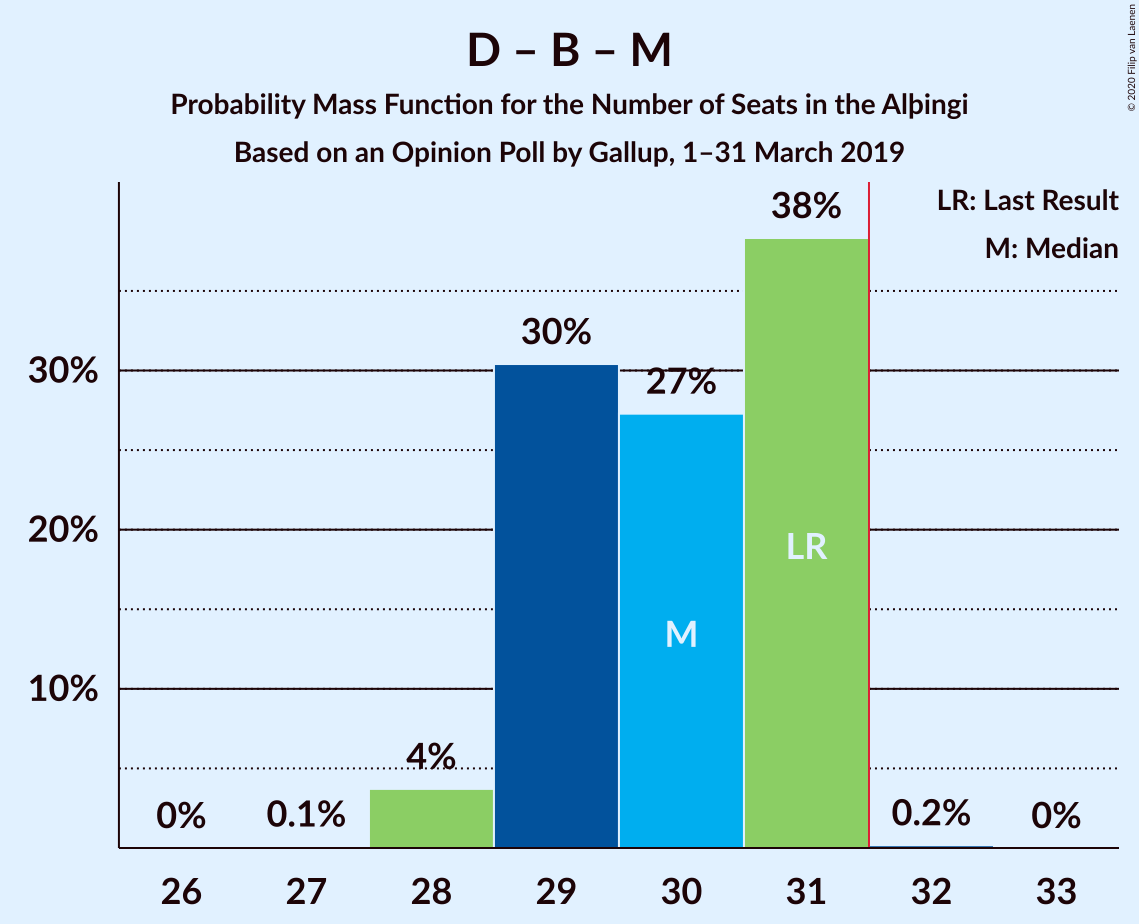 D – B – M
Probability Mass Function for the Number of Seats in the Alþingi
Based on an Opinion Poll by Gallup, 1–31 March 2019
© 2020 Filip van Laenen
LR: Last Result
M: Median
38%
30%
27%
4%
0%
0.1%
0.2%
0%
LR
M
30%
20%
10%
26 27 28 29 30 31 32 33